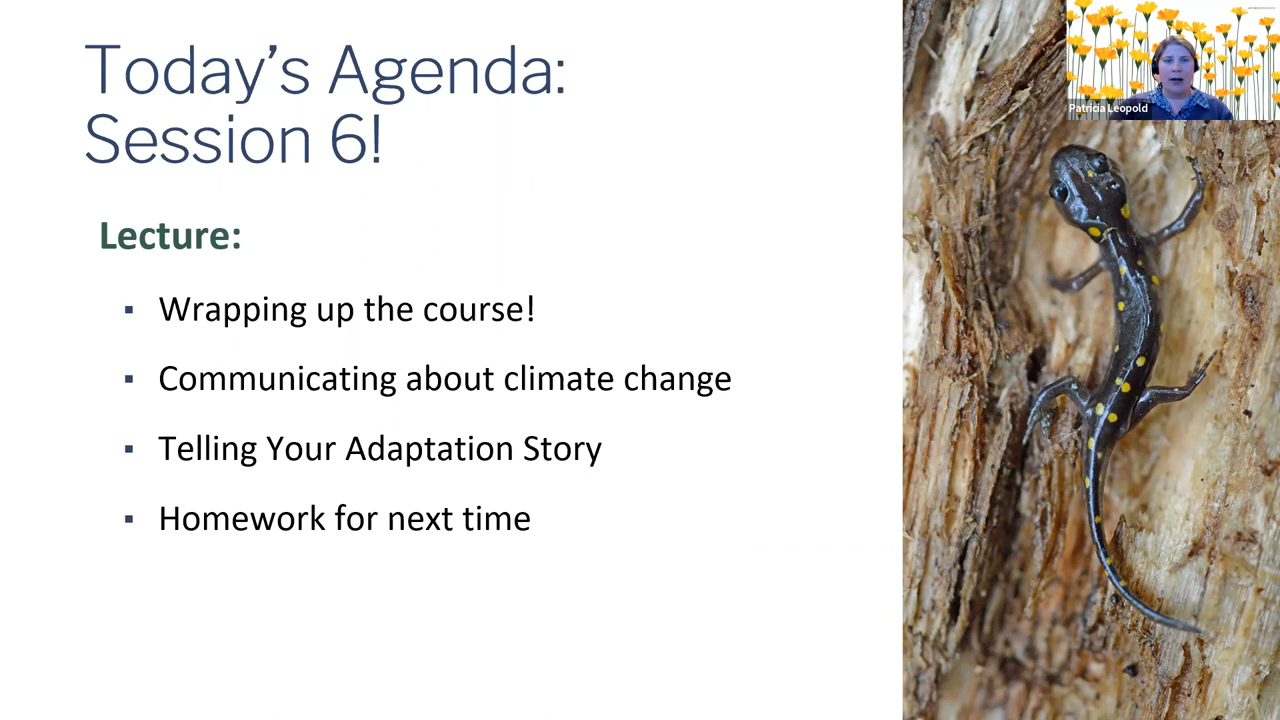 Today’s Agenda:
Session 6!
Lecture:
▪ Wrapping up the course!
▪ Communicating about climate change
▪ Telling Your Adaptation Story
▪ Homework for next time
Patricia Leopold